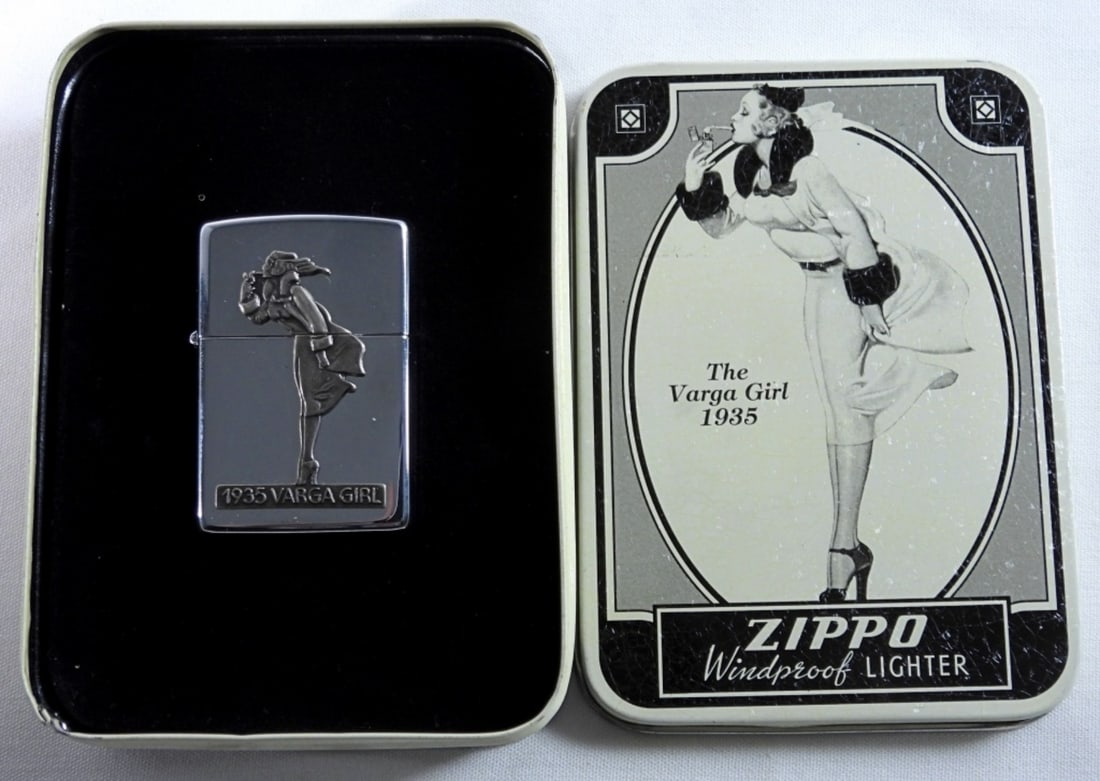 1935 VARGA GIRL
The
Varga Girl
1935
ZIPPO
Windproof LIGHTER